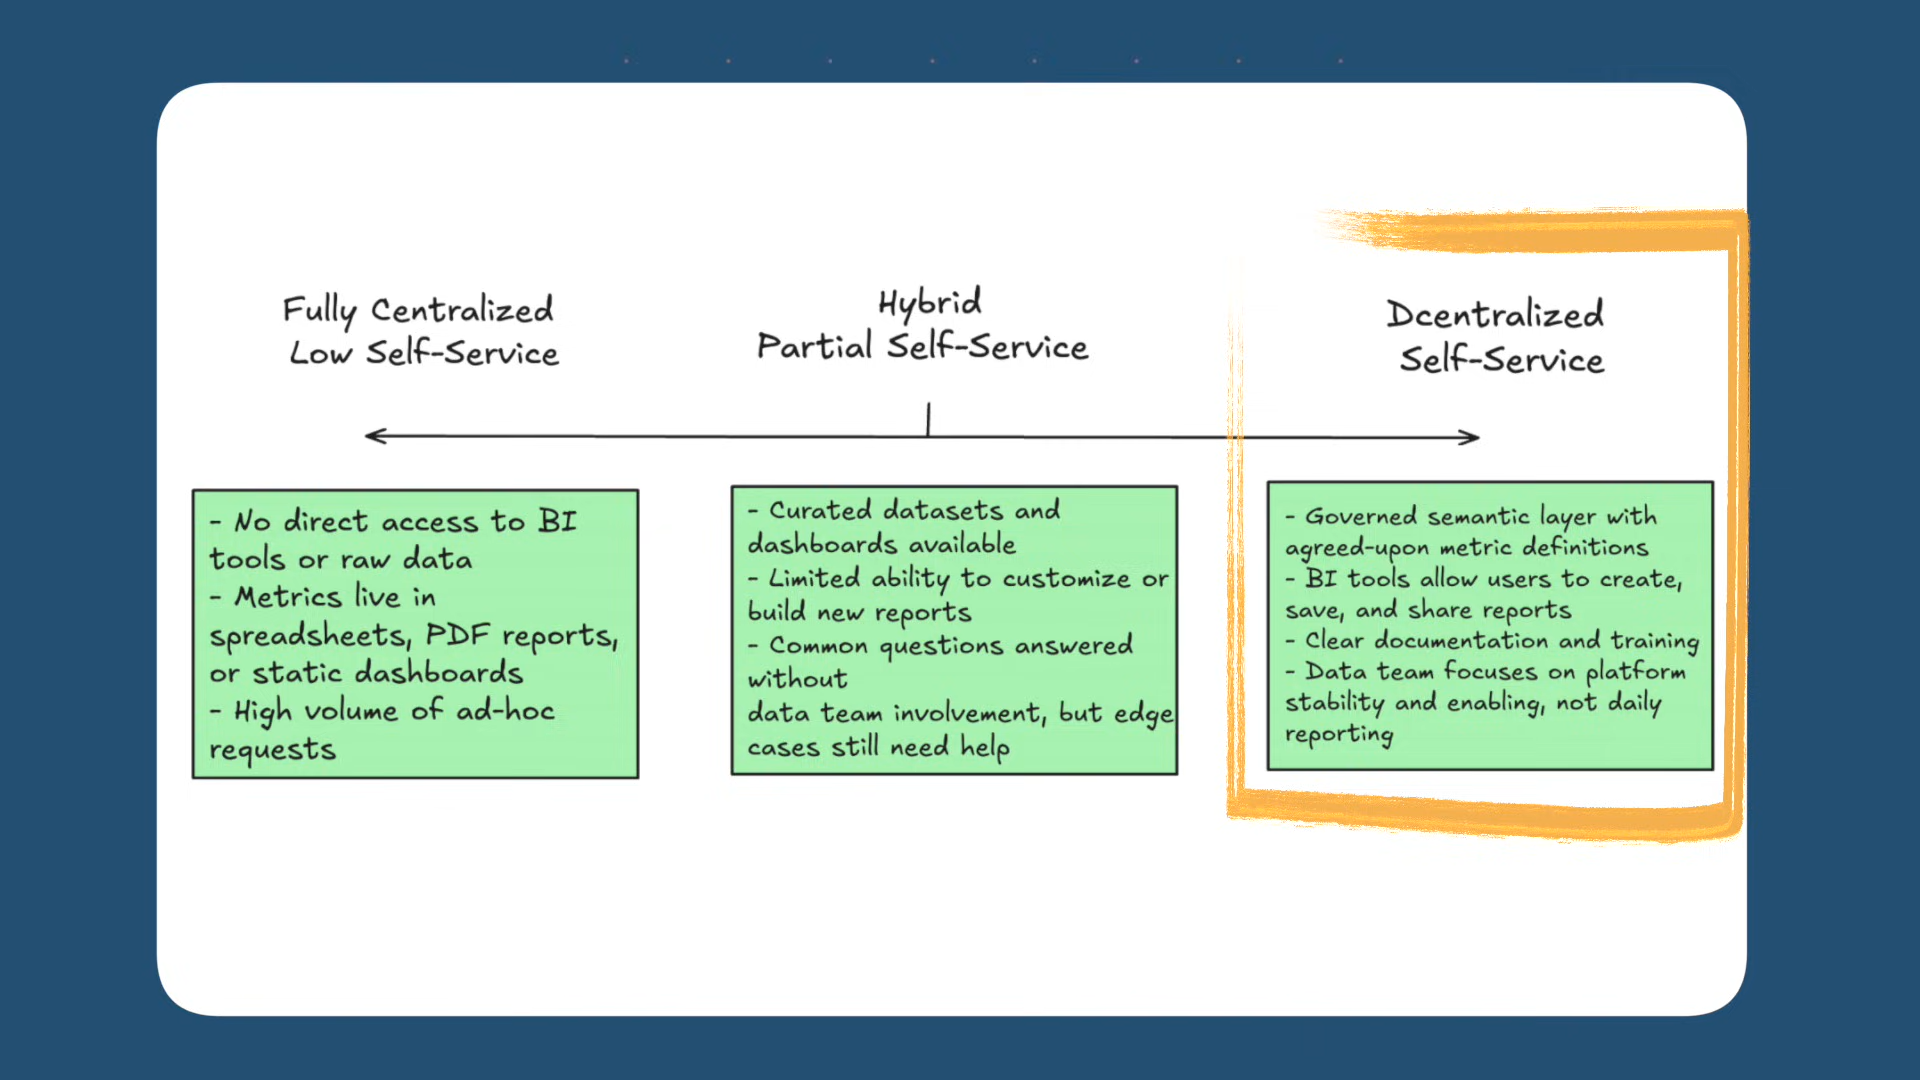 Fully Centralized
Low Self-Service
Hybrid
Partial Self-Service
Dcentralized
Self-Service
- No direct access to BI
tools or raw data
- Metrics live in
spreadsheets, PDF reports,
or static dashboards
- High volume of ad-hoc
requests
- Curated datasets and
dashboards available
- Limited ability to customize or
build new reports
- Common questions answered
without
data team involvement, but edge
cases still need help
- Governed semantic layer with
agreed-upon metric definitions
- BI tools allow users to create,
save, and share reports
- Clear documentation and training
- Data team focuses on platform
stability and enabling, not daily
reporting